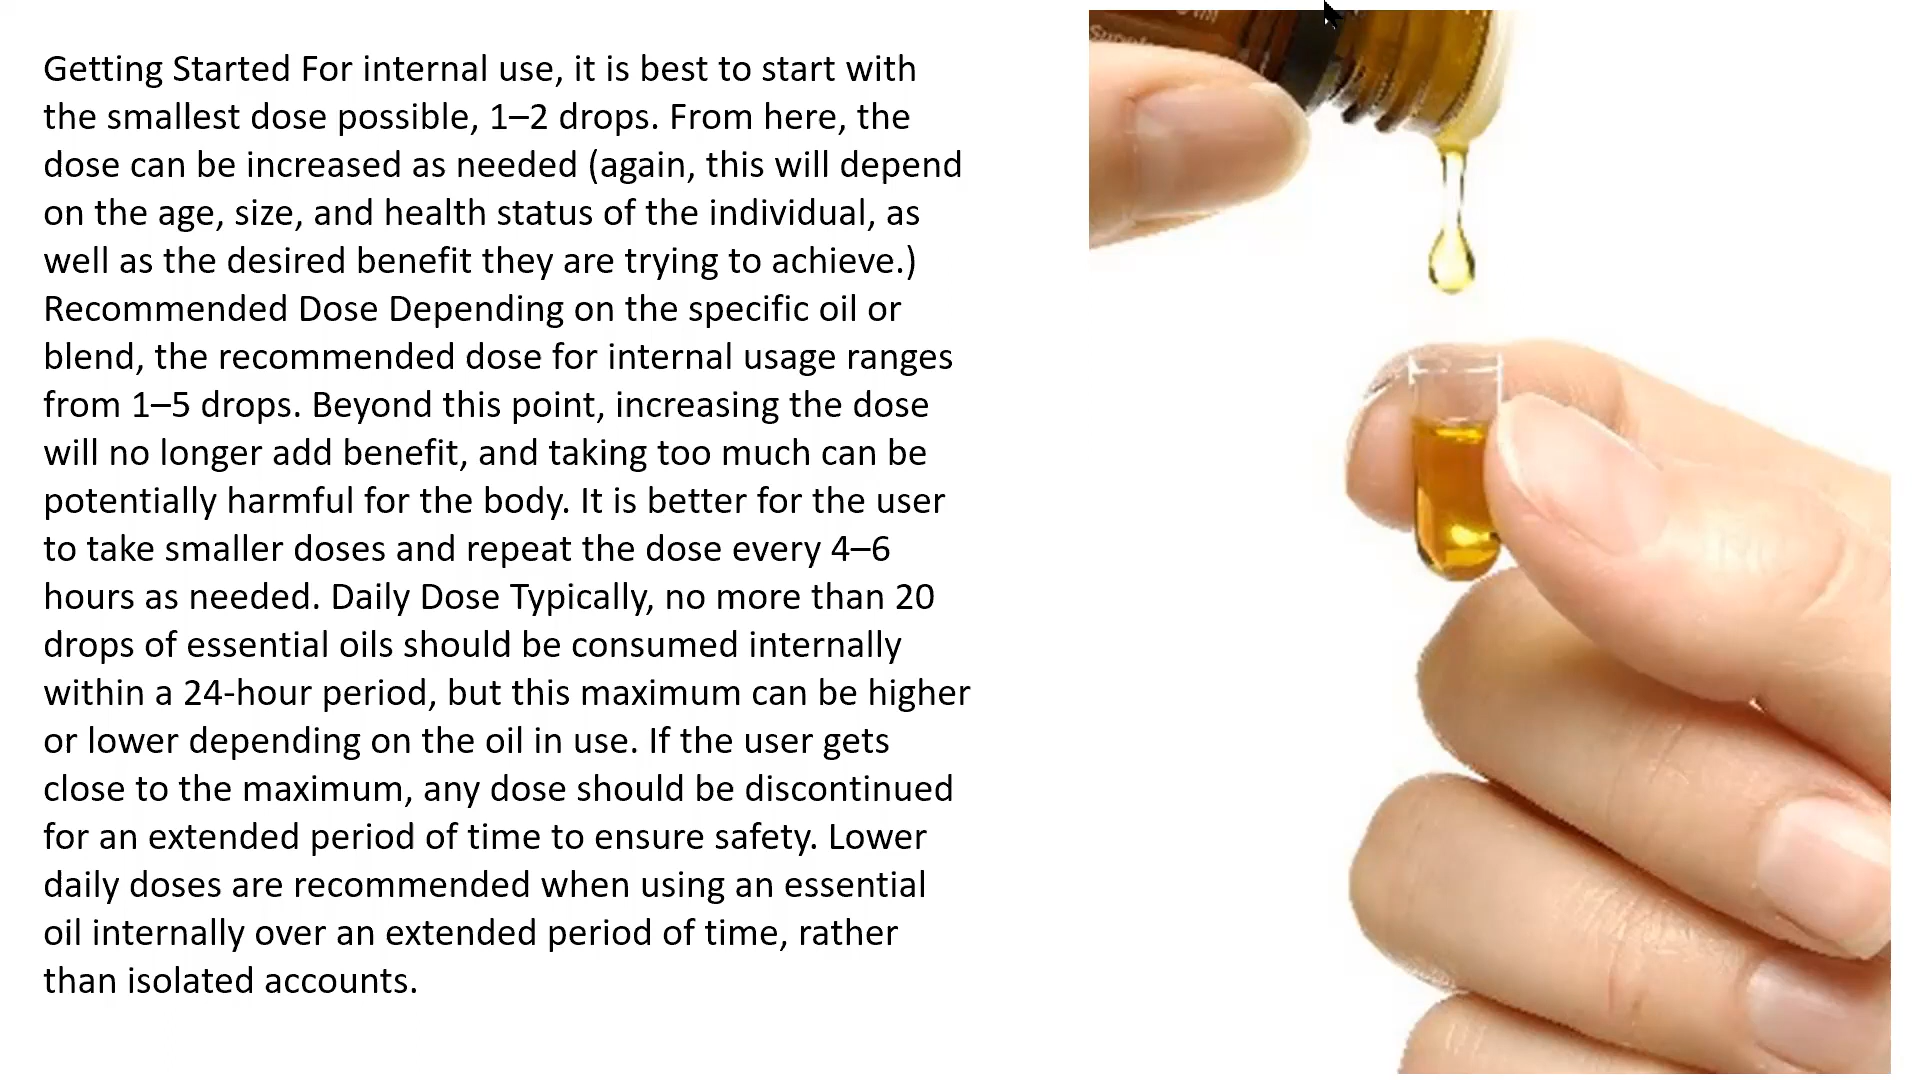 Getting Started For internal use, it is best to start with
the smallest dose possible, 1–2 drops. From here, the
dose can be increased as needed (again, this will depend
on the age, size, and health status of the individual, as
well as the desired benefit they are trying to achieve.)
Recommended Dose Depending on the specific oil or
blend, the recommended dose for internal usage ranges
from 1–5 drops. Beyond this point, increasing the dose
will no longer add benefit, and taking too much can be
potentially harmful for the body. It is better for the user
to take smaller doses and repeat the dose every 4–6
hours as needed. Daily Dose Typically, no more than 20
drops of essential oils should be consumed internally
within a 24-hour period, but this maximum can be higher
or lower depending on the oil in use. If the user gets
close to the maximum, any dose should be discontinued
for an extended period of time to ensure safety. Lower
daily doses are recommended when using an essential
oil internally over an extended period of time, rather
than isolated accounts.